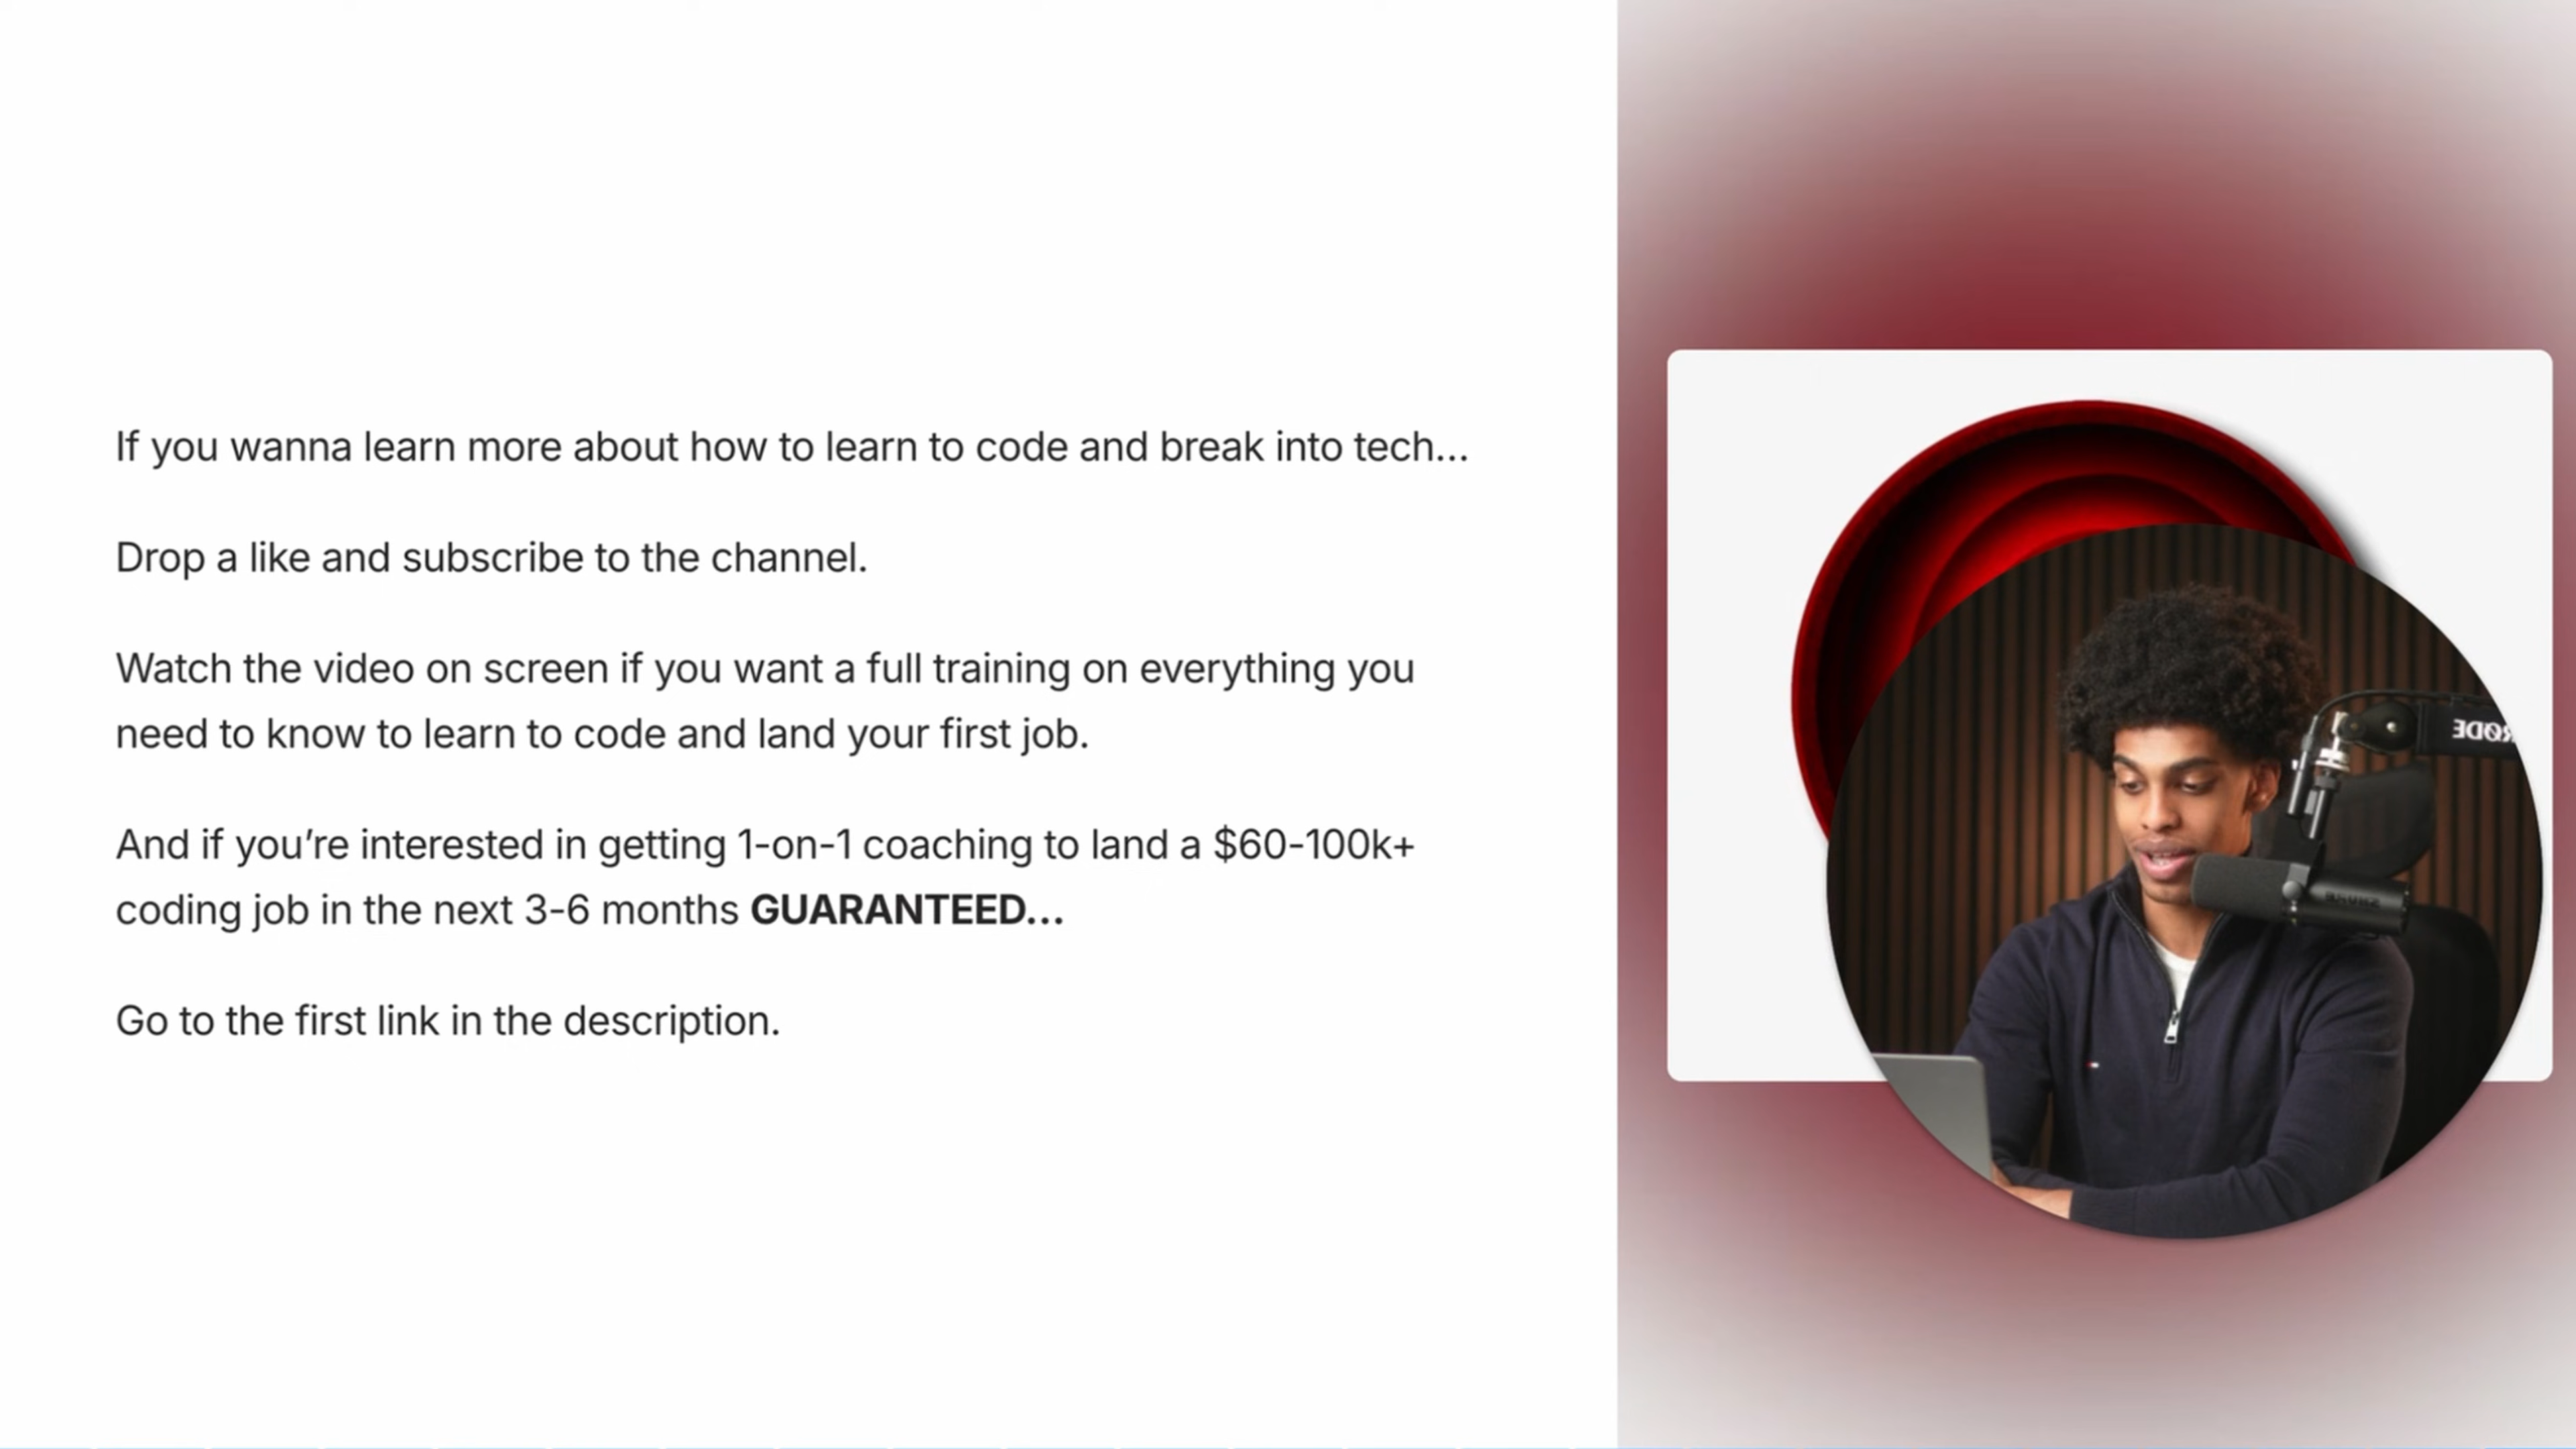 If you wanna learn more about how to learn to code and break into tech...
Drop a like and subscribe to the channel.
Watch the video on screen if you want a full training on everything you
need to know to learn to code and land your first job.
And if you’re interested in getting 1-on-1 coaching to land a $60-100k+
coding job in the next 3-6 months GUARANTEED...
Go to the first link in the description.
RØDE